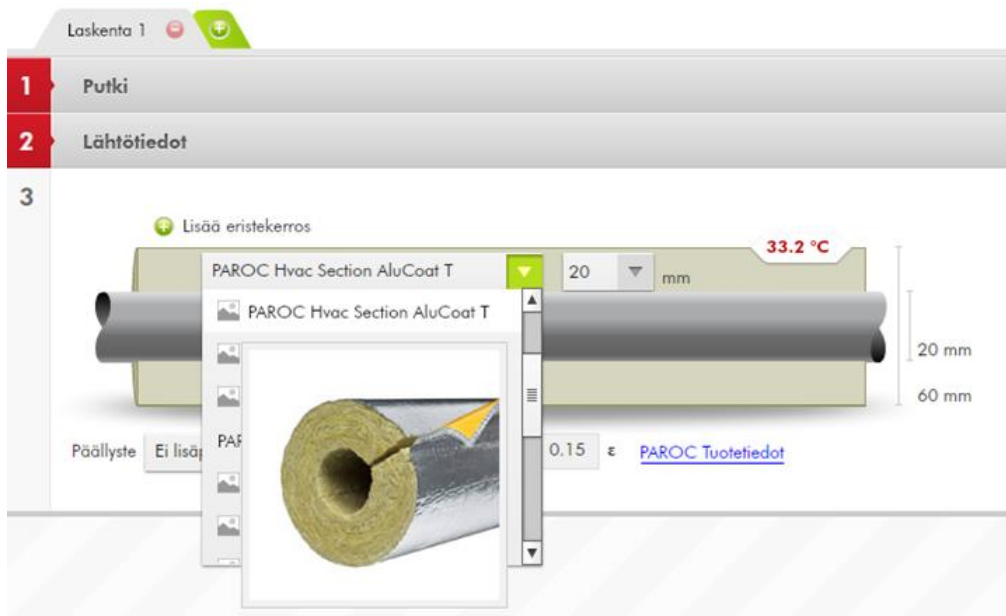 Laskenta 1
1 Putki
2 Lähtötiedot
3
Lisää eristekerros
33.2 °C
PAROC Hvac Section AluCoat T 20 mm
PAROC Hvac Section AluCoat T
20 mm
60 mm
Päällyste 0.15 ε PAROC Tuotetiedot